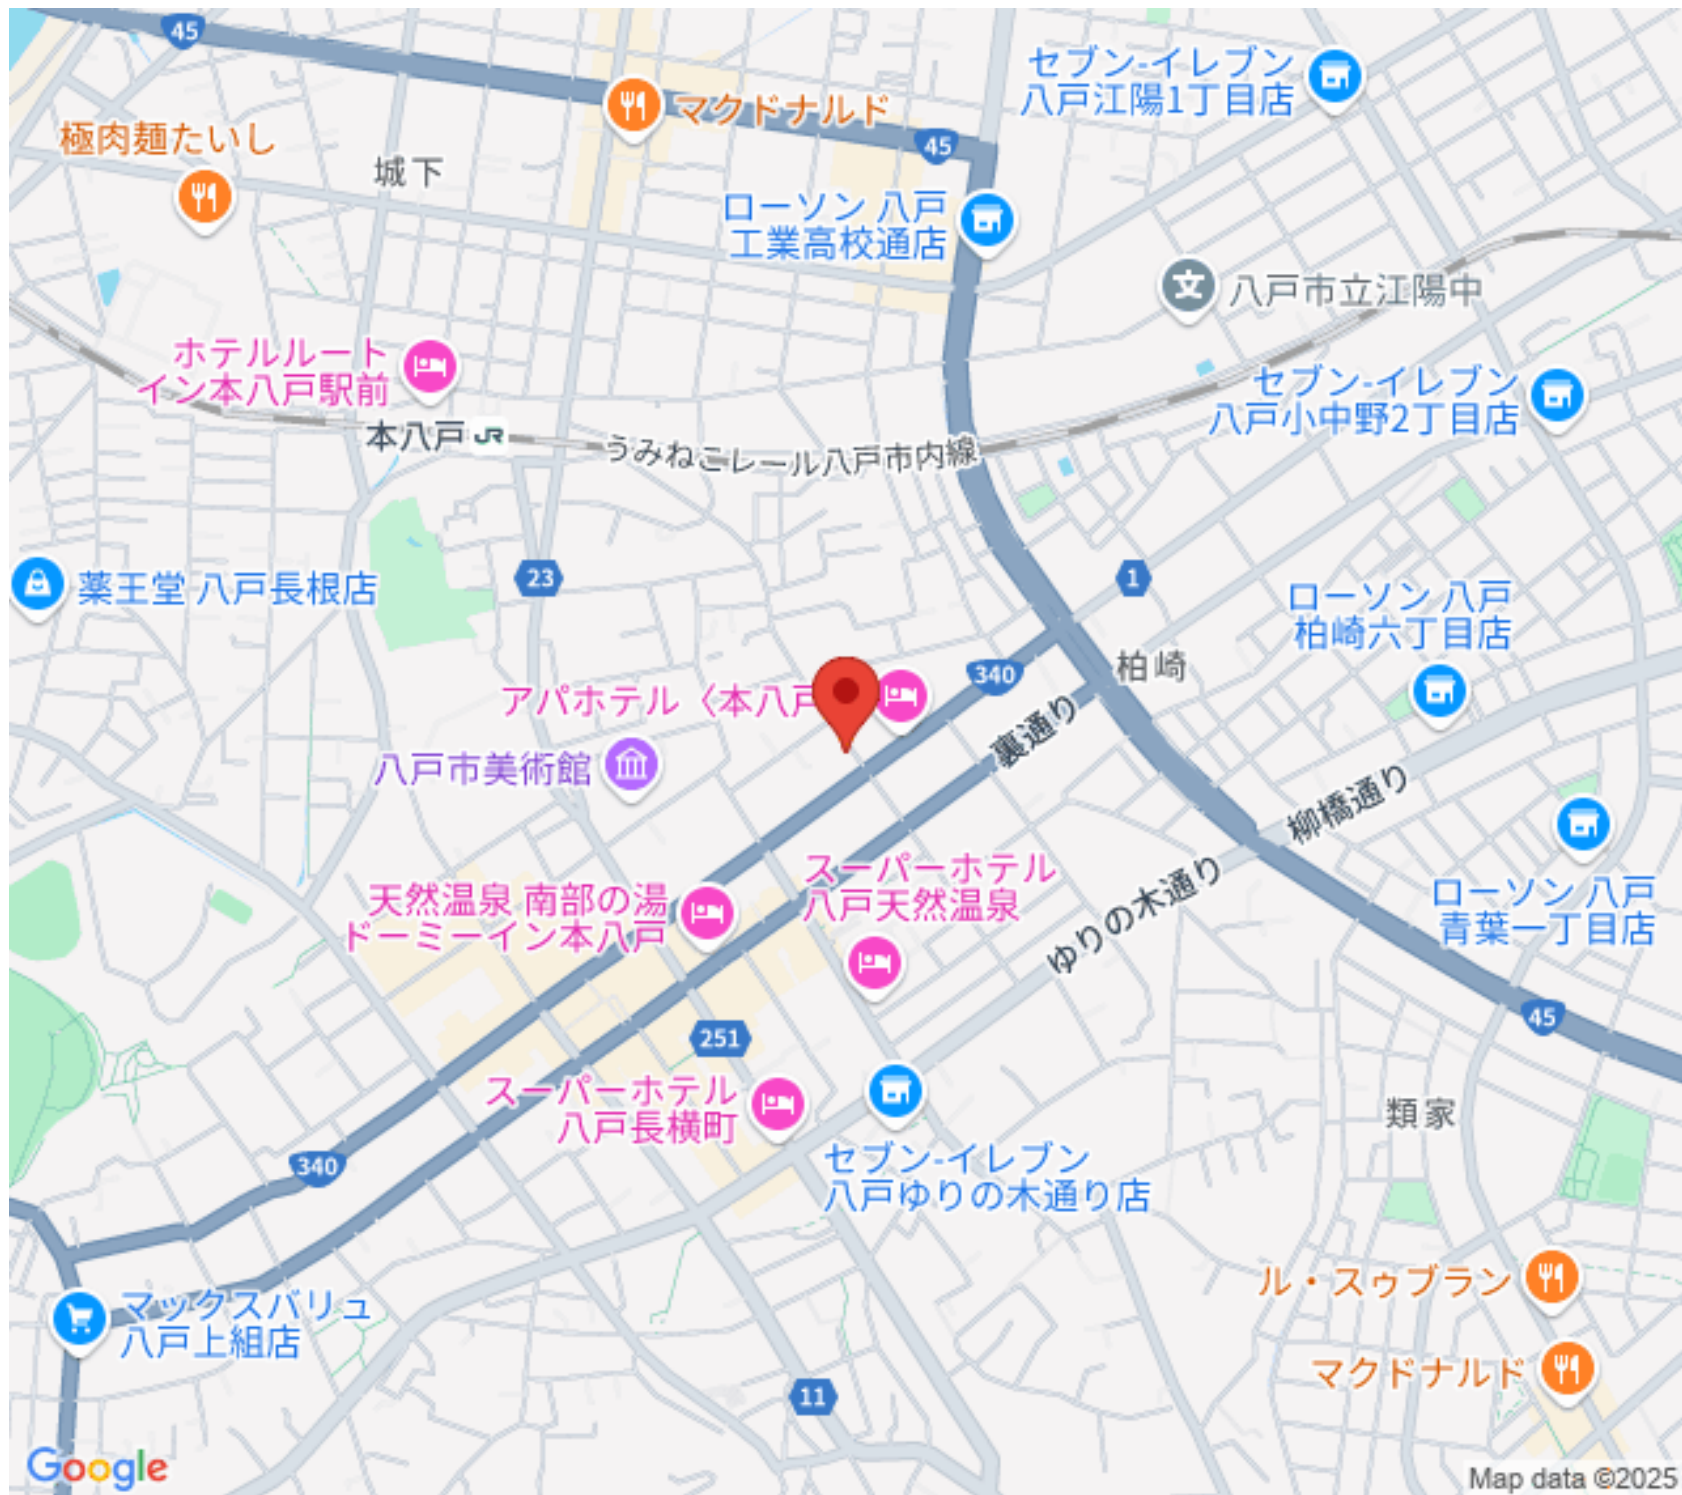 45
セブン-イレブン
八戸江陽1丁目店
マクドナルド
極肉麺たいし
45
城下
ローソン 八戸
工業高校通店
八戸市立江陽中
ホテルルート
イン本八戸駅前
セブン-イレブン
八戸小中野2丁目店
本八戸 JR
うみねこレール八戸市内線
23
1
薬王堂 八戸長根店
ローソン 八戸
柏崎六丁目店
柏崎
340
アパホテル〈本八戸
裏通り
八戸市美術館
柳橋通り
スーパーホテル
八戸天然温泉
天然温泉 南部の湯
ドーミーイン本八戸
ゆりの木通り
ローソン 八戸
青葉一丁目店
45
251
スーパーホテル
八戸長横町
類家
セブン-イレブン
八戸ゆりの木通り店
340
ル・スゥブラン
マックスバリュ
八戸上組店
マクドナルド
11
Google
Map data ©2025